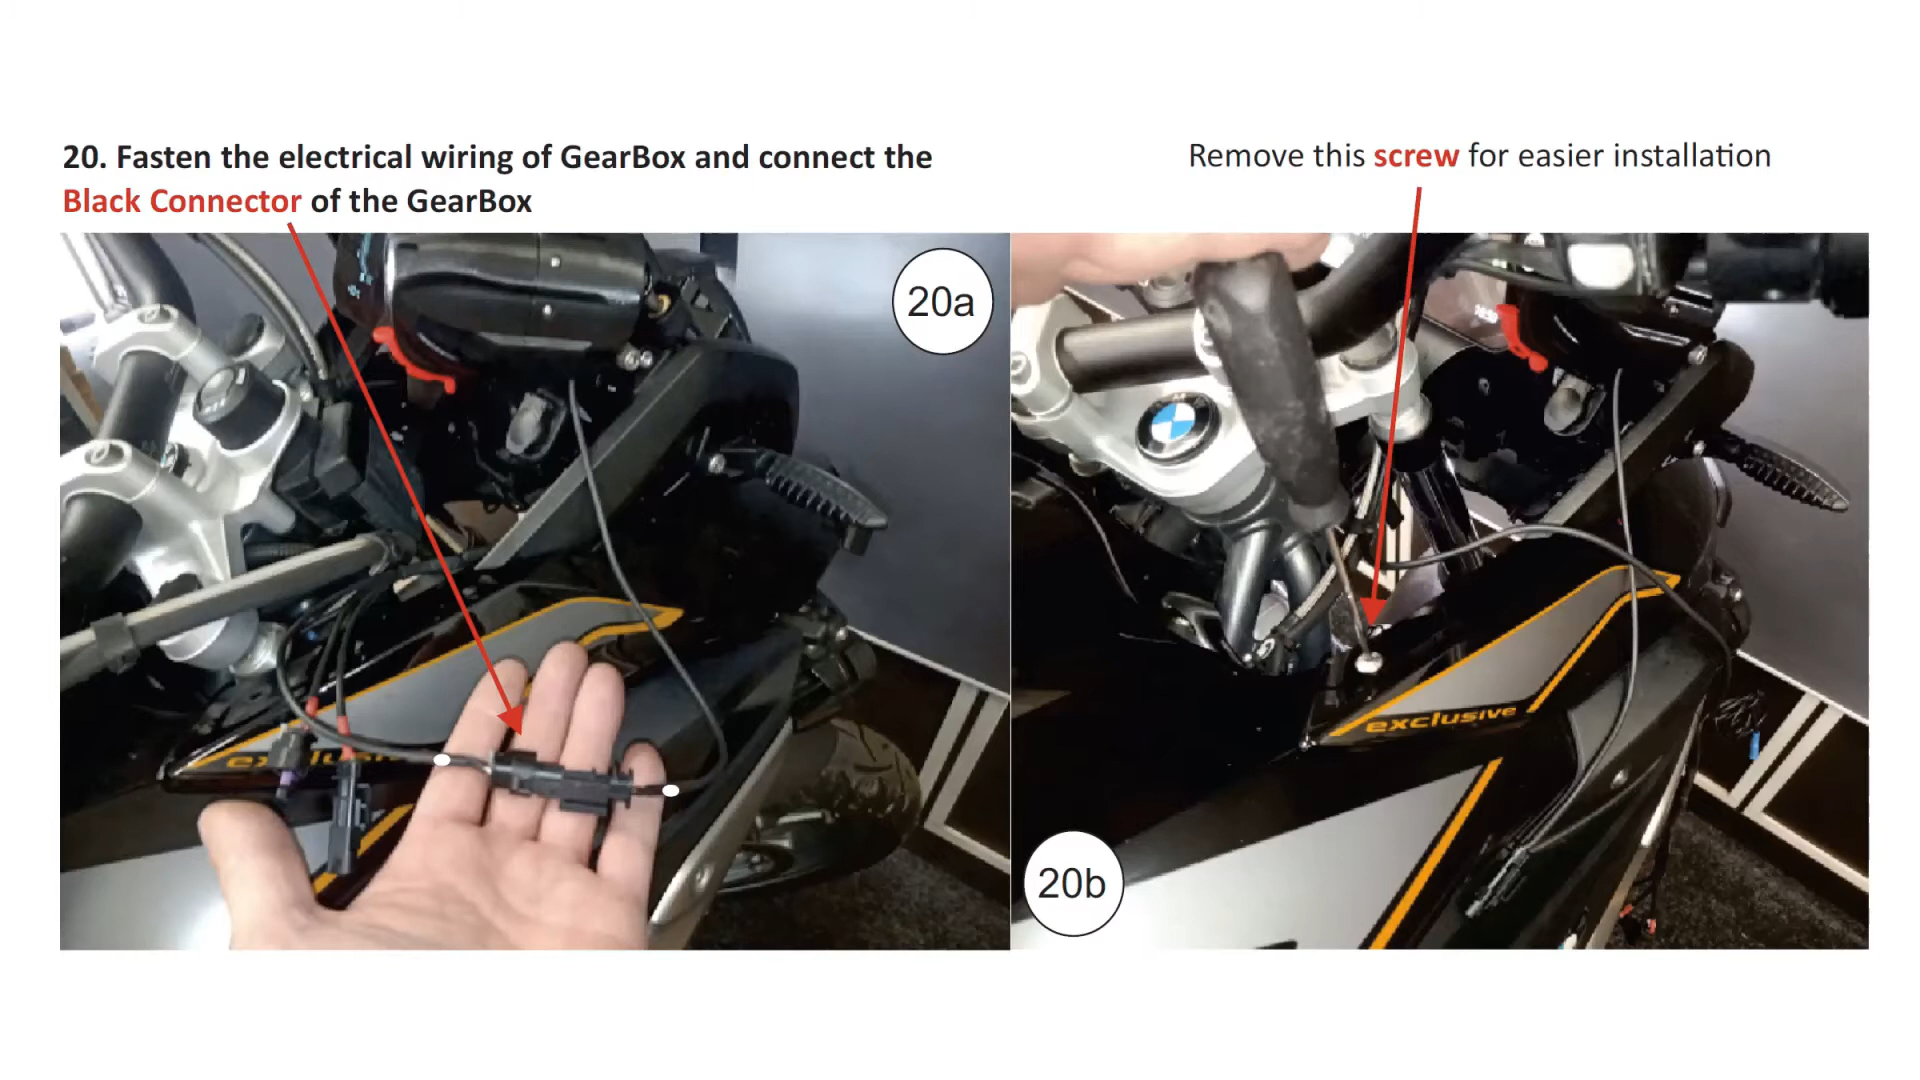 20. Fasten the electrical wiring of GearBox and connect the
Black Connector of the GearBox
Remove this screw for easier installation
20a
20b
exclusive